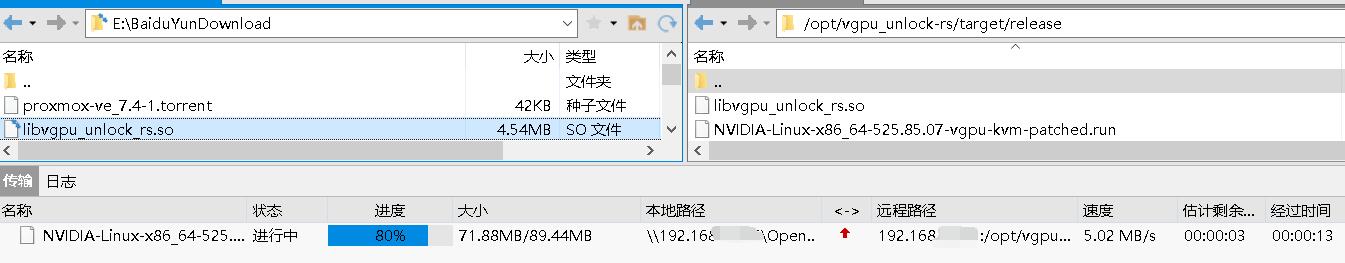 E:\BaiduYunDownload
/opt/vgpu_unlock-rs/target/release
名称 大小 类型
名称
.. 文件夹
..
proxmox-ve_7.4-1.torrent 42KB 种子文件
libvgpu_unlock_rs.so
libvgpu_unlock_rs.so 4.54MB SO 文件
NVIDIA-Linux-x86_64-525.85.07-vgpu-kvm-patched.run
传输 日志
名称 状态 进度 大小 本地路径 <-> 远程路径 速度 估计剩余... 经过时间
NVIDIA-Linux-x86_64-525.... 进行中 80% 71.88MB/89.44MB \\192.168 \Open.. 192.168 :/opt/vgpu... 5.02 MB/s 00:00:03 00:00:13